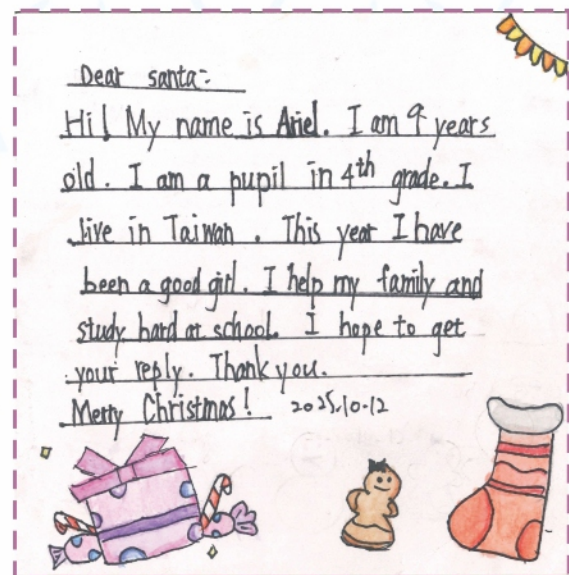 Dear santa:
Hi! My name is Ariel. I am 9 years
old. I am a pupil in 4th grade. I
live in Taiwan. This year I have
been a good girl. I help my family and
study hard at school. I hope to get
your reply. Thank you.
Merry Christmas! 2025.10.12